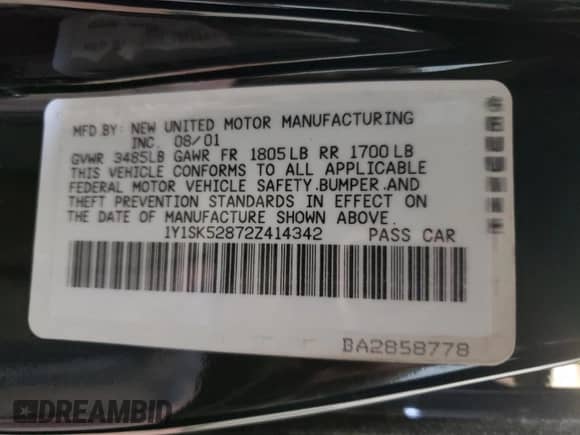 MFD BY: NEW UNITED MOTOR MANUFACTURING
INC. 08/01
GVWR 3485LB GAWR FR 1805LB RR 1700LB
THIS VEHICLE CONFORMS TO ALL APPLICABLE
FEDERAL MOTOR VEHICLE SAFETY.BUMPER.AND
THEFT PREVENTION STANDARDS IN EFFECT ON
THE DATE OF MANUFACTURE SHOWN ABOVE.
1Y1SK52872Z414342 PASS CAR
BA2858778
DREAMBID